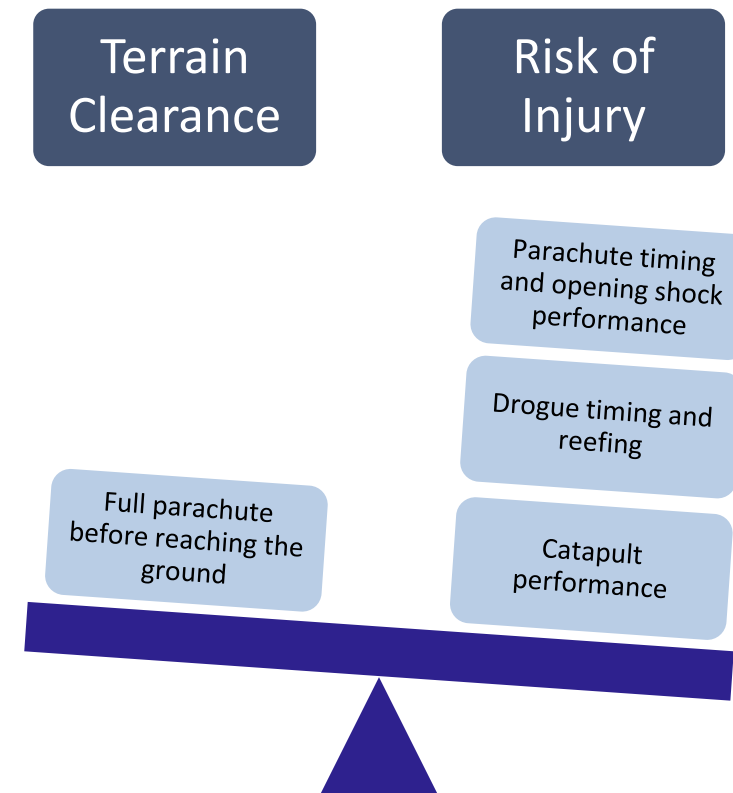 Terrain
Clearance
Risk of
Injury
Parachute timing
and opening shock
performance
Drogue timing and
reefing
Full parachute
before reaching the
ground
Catapult
performance